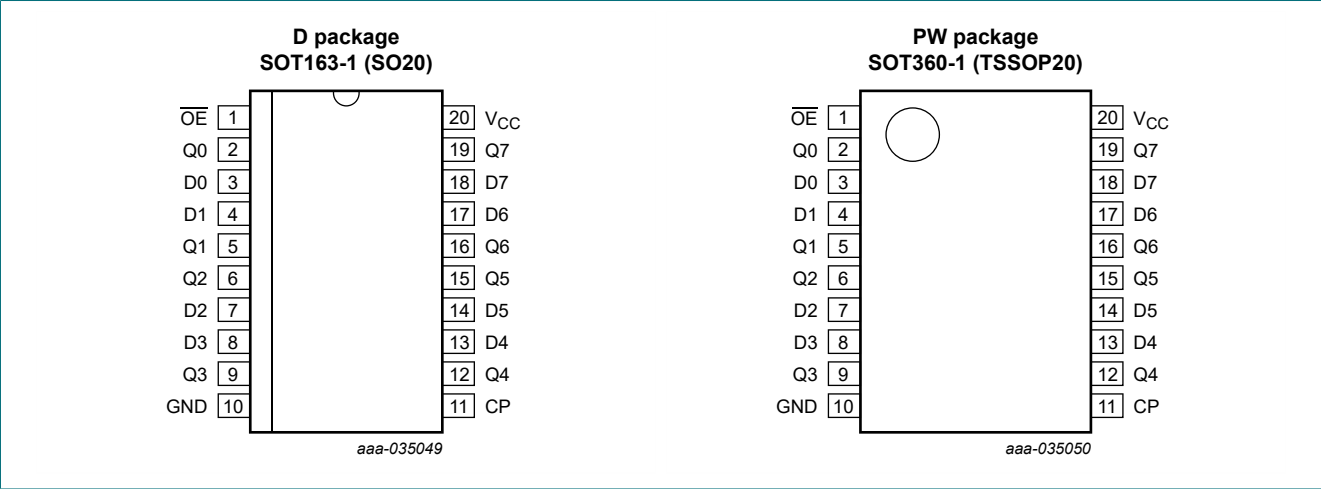 D package
SOT163-1 (SO20)
OE 1 20 VCC
Q0 2 19 Q7
D0 3 18 D7
D1 4 17 D6
Q1 5 16 Q6
Q2 6 15 Q5
D2 7 14 D5
D3 8 13 D4
Q3 9 12 Q4
GND 10 11 CP
aaa-035049
PW package
SOT360-1 (TSSOP20)
OE 1 20 VCC
Q0 2 19 Q7
D0 3 18 D7
D1 4 17 D6
Q1 5 16 Q6
Q2 6 15 Q5
D2 7 14 D5
D3 8 13 D4
Q3 9 12 Q4
GND 10 11 CP
aaa-035050